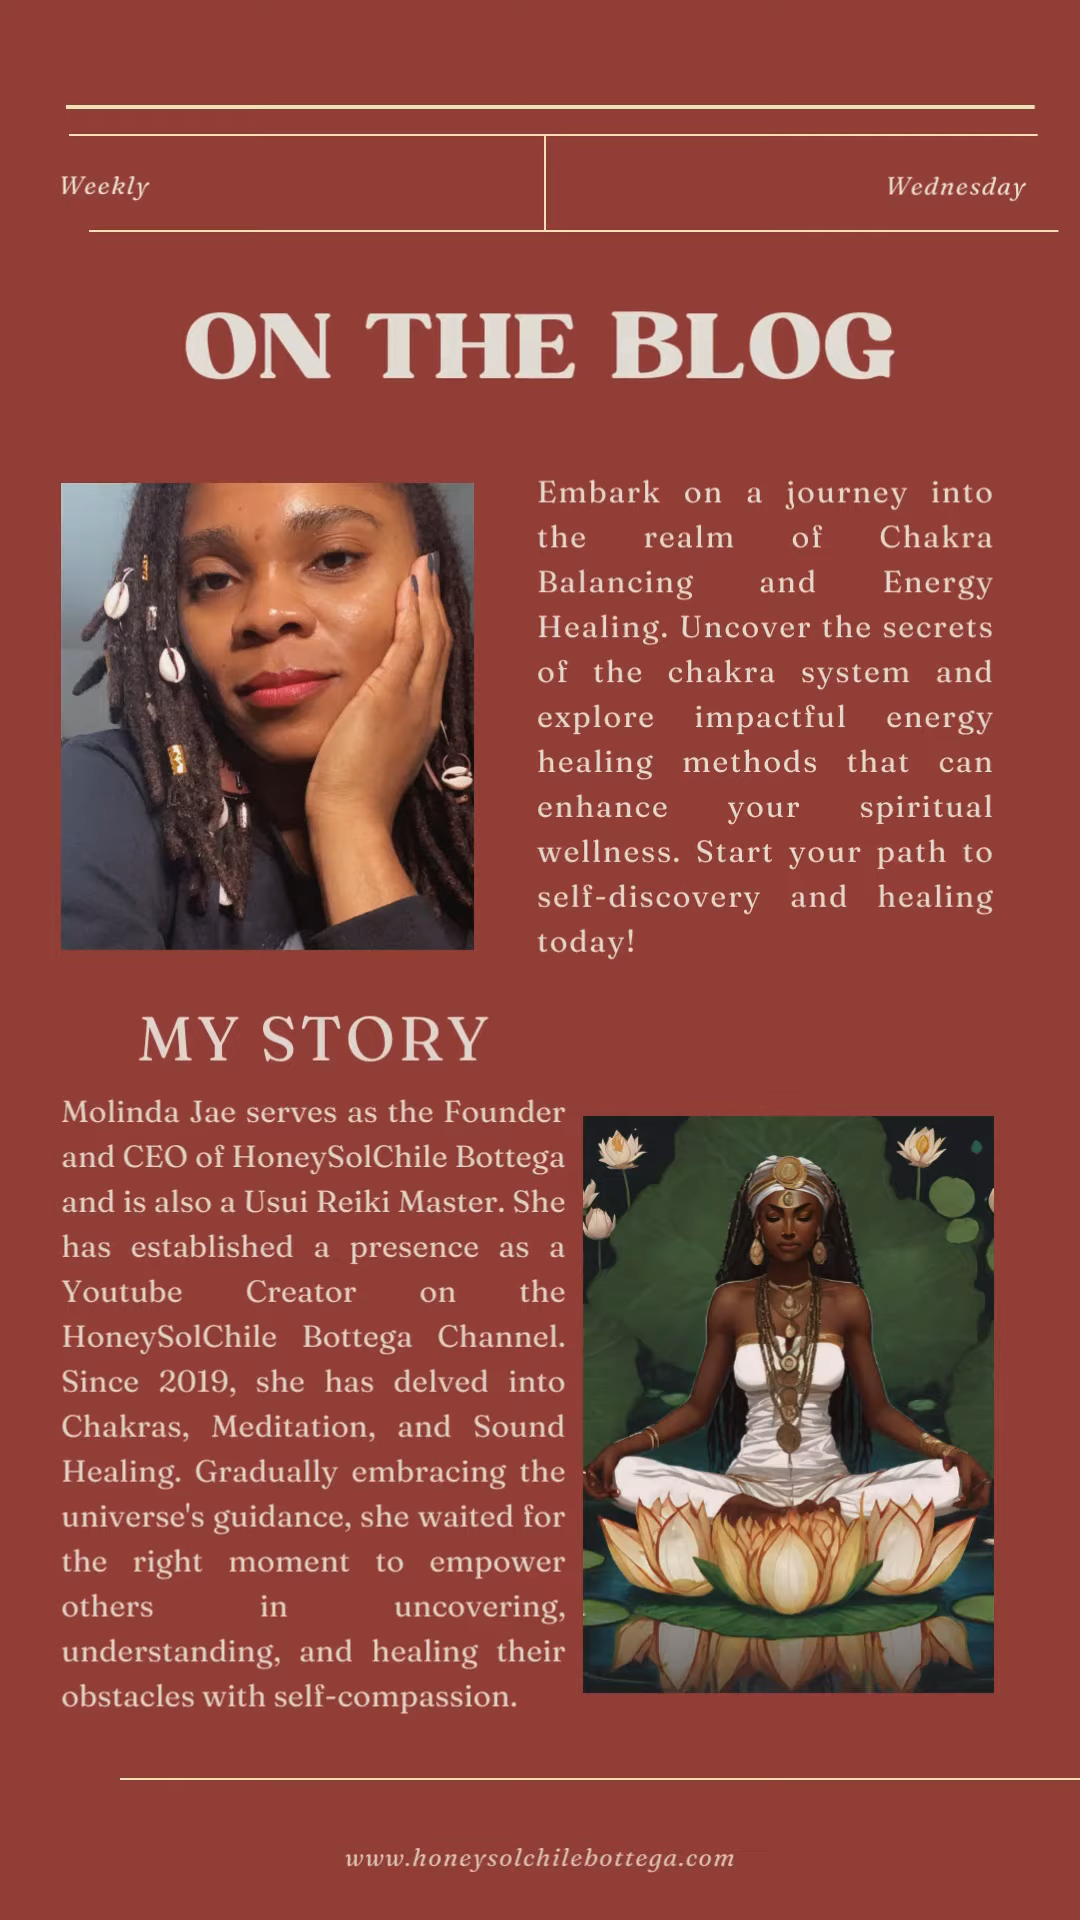 Weekly
Wednesday
ON THE BLOG
Embark on a journey into
the realm of Chakra
Balancing and Energy
Healing. Uncover the secrets
of the chakra system and
explore impactful energy
healing methods that can
enhance your spiritual
wellness. Start your path to
self-discovery and healing
today!
MY STORY
Molinda Jae serves as the Founder
and CEO of HoneySolChile Bottega
and is also a Usui Reiki Master. She
has established a presence as a
Youtube Creator on the
HoneySolChile Bottega Channel.
Since 2019, she has delved into
Chakras, Meditation, and Sound
Healing. Gradually embracing the
universe's guidance, she waited for
the right moment to empower
others in uncovering,
understanding, and healing their
obstacles with self-compassion.
www.honeysolchilebottega.com